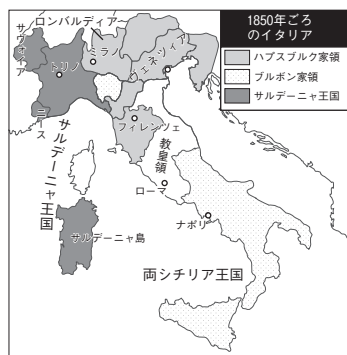 1850年ごろ
のイタリア
ハプスブルク家領
ブルボン家領
サルデーニャ王国
ロンバルディア
サヴォイア
ミラノ
ヴェネツィア
トリノ
ニース
フィレンツェ
サルデーニャ王国
教皇領
ローマ
ナポリ
サルデーニャ島
両シチリア王国